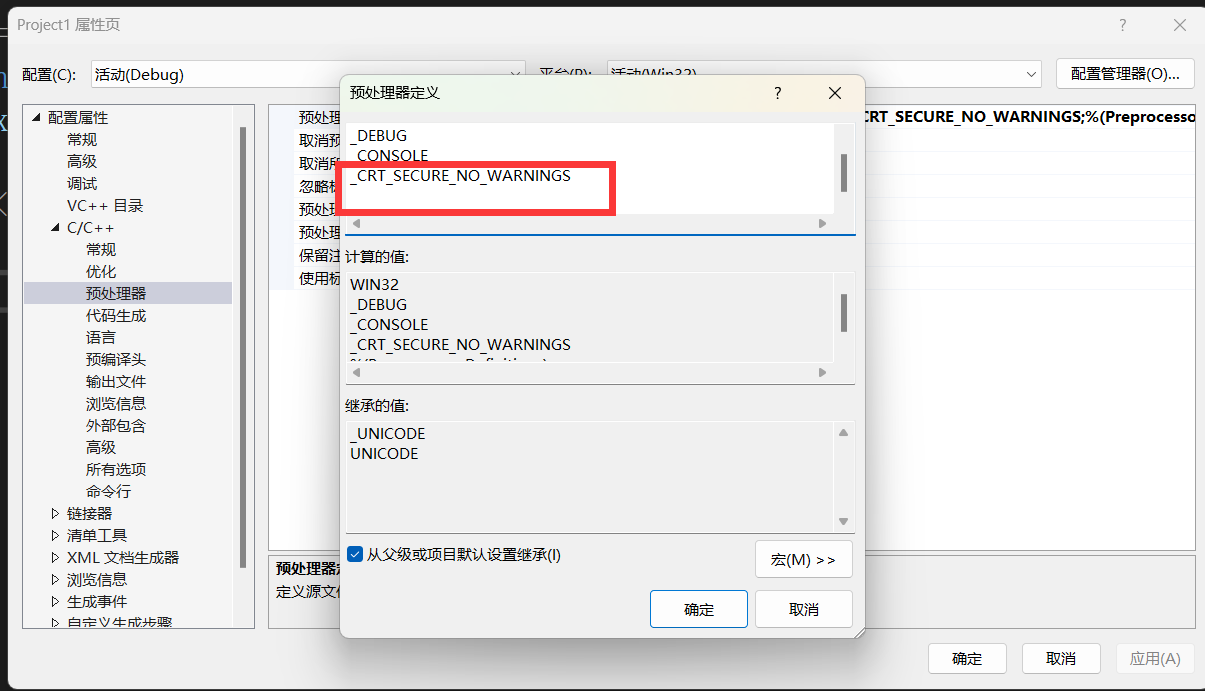 Project1 属性页
配置(C):
活动(Debug)
平台(P):
活动(Win32)
配置管理器(O)...
配置属性
常规
高级
调试
VC++ 目录
C/C++
常规
优化
预处理器
代码生成
语言
预编译头
输出文件
浏览信息
外部包含
高级
所有选项
命令行
链接器
清单工具
XML 文档生成器
浏览信息
生成事件
自定义生成步骤
预处理
取消预
取消所
忽略标
预处理
预处理
保留注
使用标
CRT_SECURE_NO_WARNINGS;%(Preprocesso
预处理器定义
_DEBUG
_CONSOLE
_CRT_SECURE_NO_WARNINGS
计算的值:
WIN32
_DEBUG
_CONSOLE
_CRT_SECURE_NO_WARNINGS
%(PreprocessorDefinitions)
继承的值:
_UNICODE
UNICODE
从父级或项目默认设置继承(I)
宏(M) >>
确定
取消
预处理器定
定义源文件
确定
取消
应用(A)